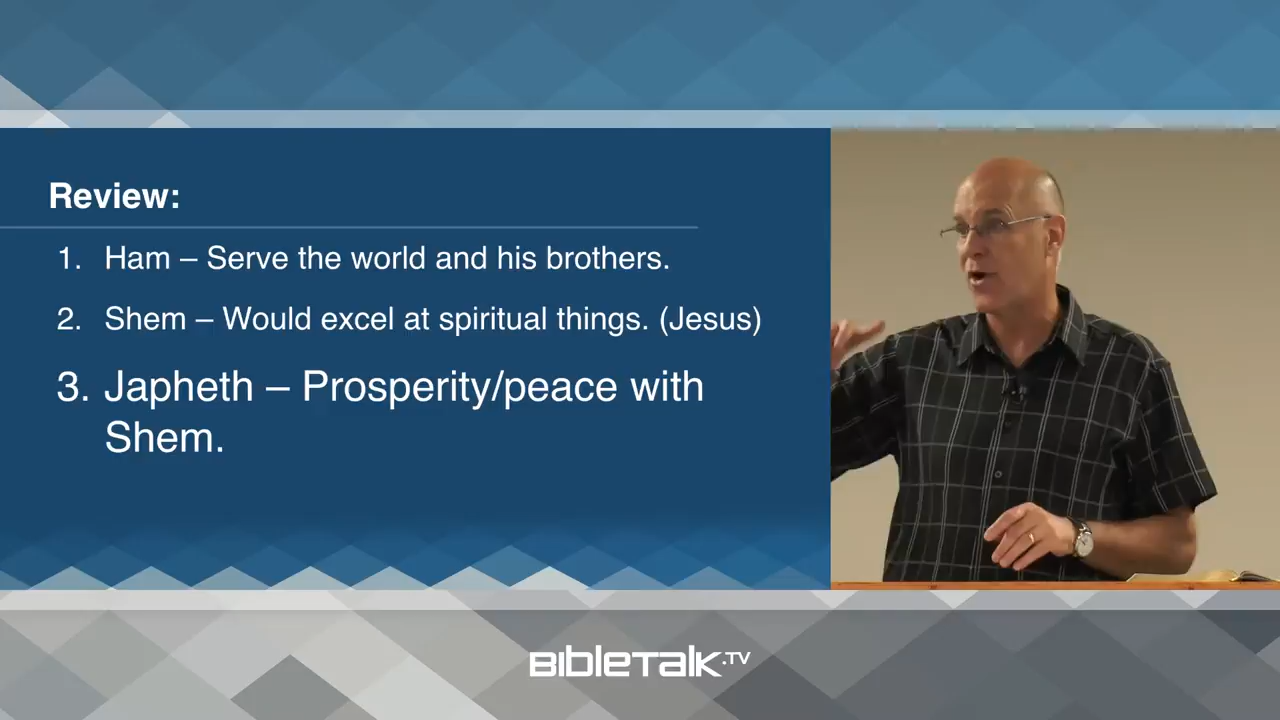 Review:
1. Ham – Serve the world and his brothers.
2. Shem – Would excel at spiritual things. (Jesus)
3. Japheth – Prosperity/peace with
Shem.
BIBLETALK.TV